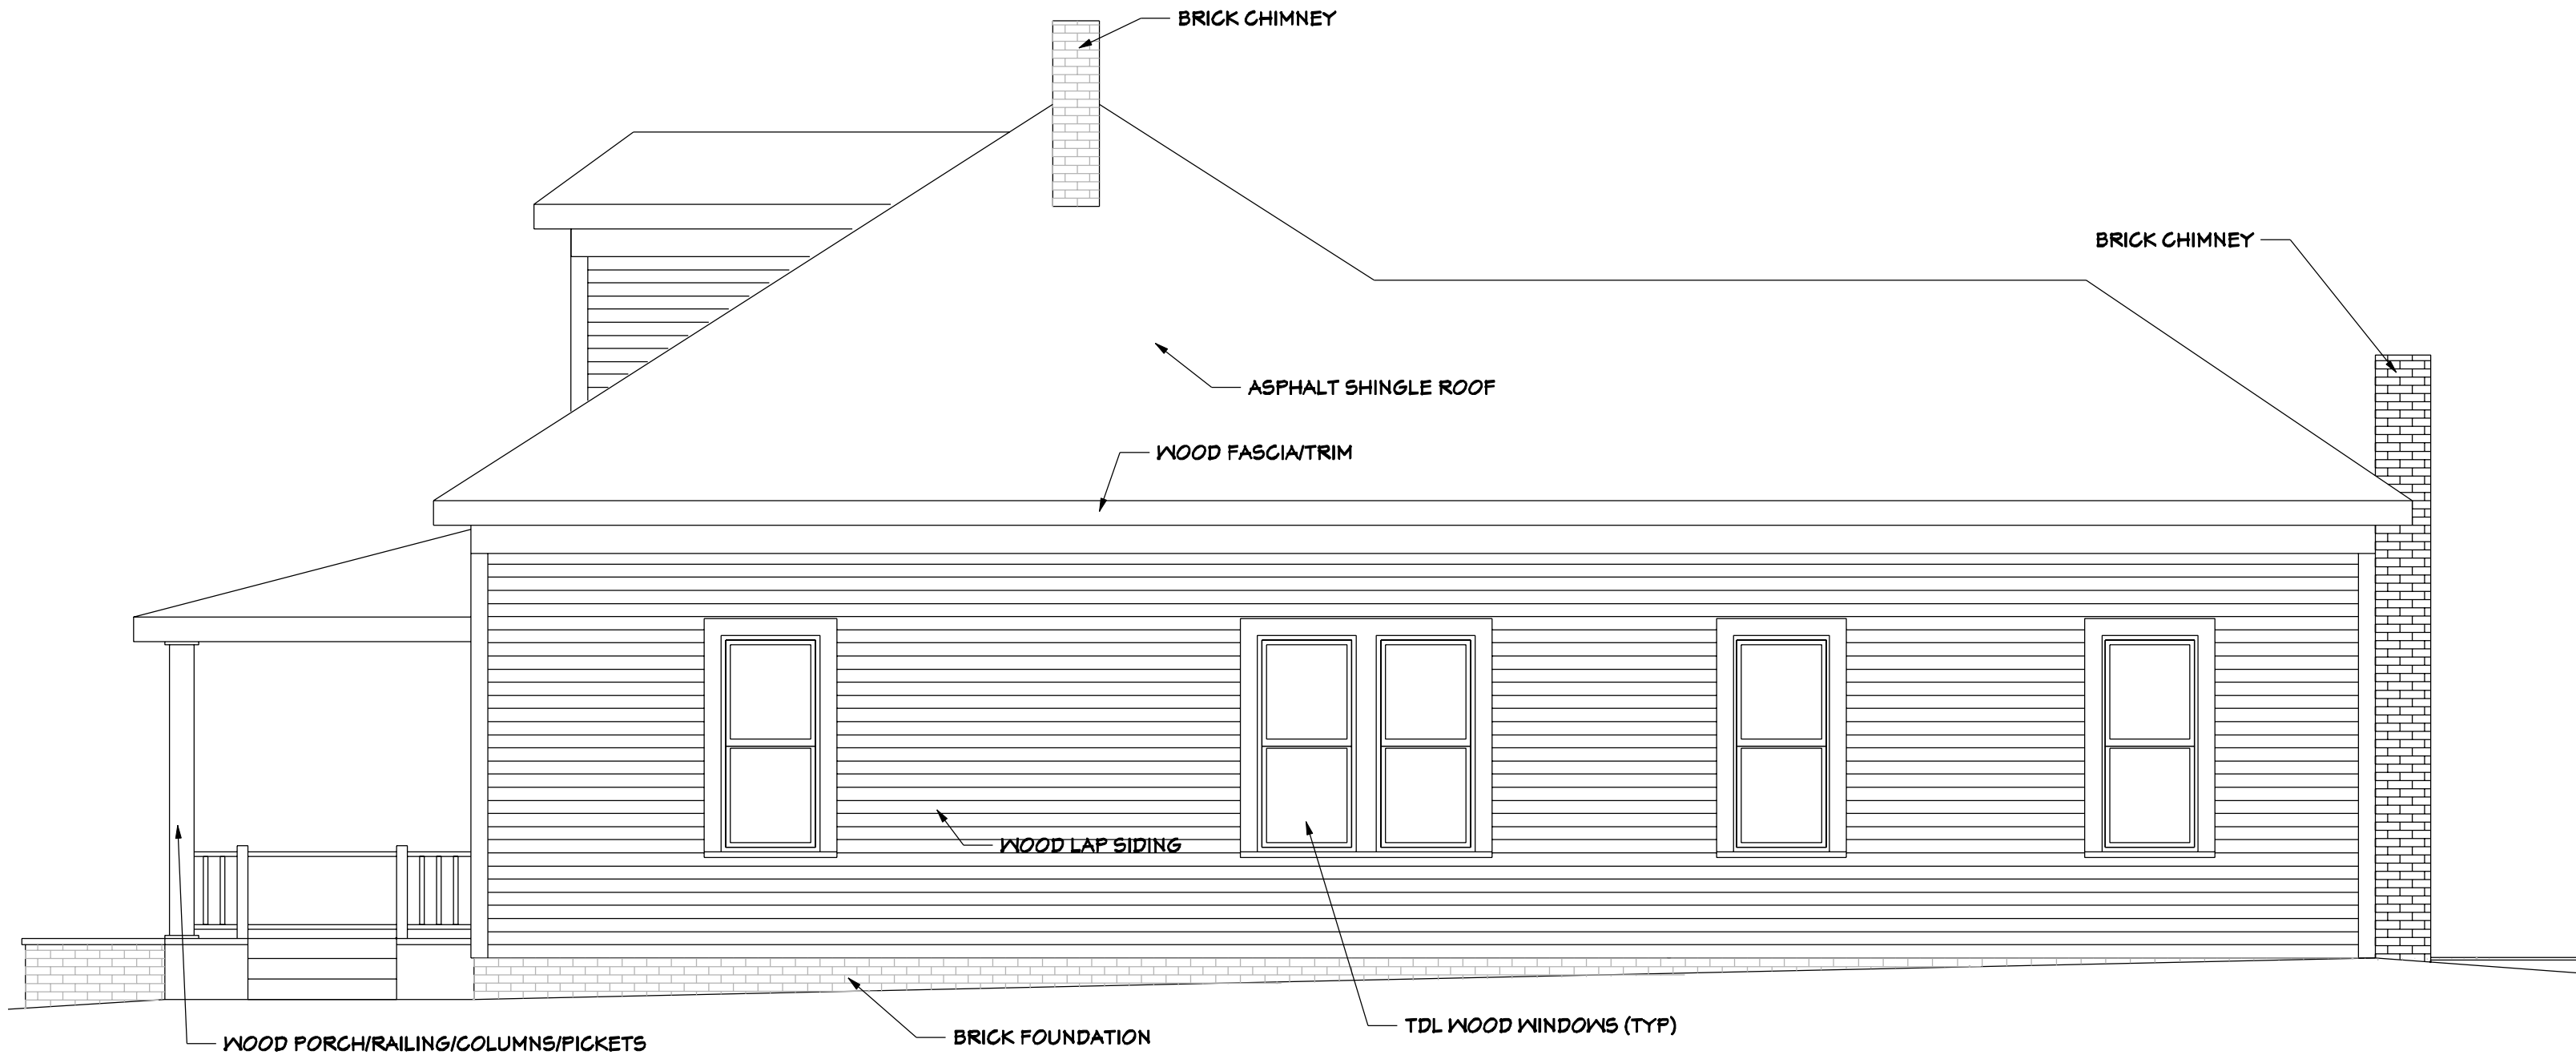 BRICK CHIMNEY
BRICK CHIMNEY
ASPHALT SHINGLE ROOF
WOOD FASCIA/TRIM
WOOD LAP SIDING
TDL WOOD WINDOWS (TYP)
BRICK FOUNDATION
WOOD PORCH/RAILING/COLUMNS/PICKETS